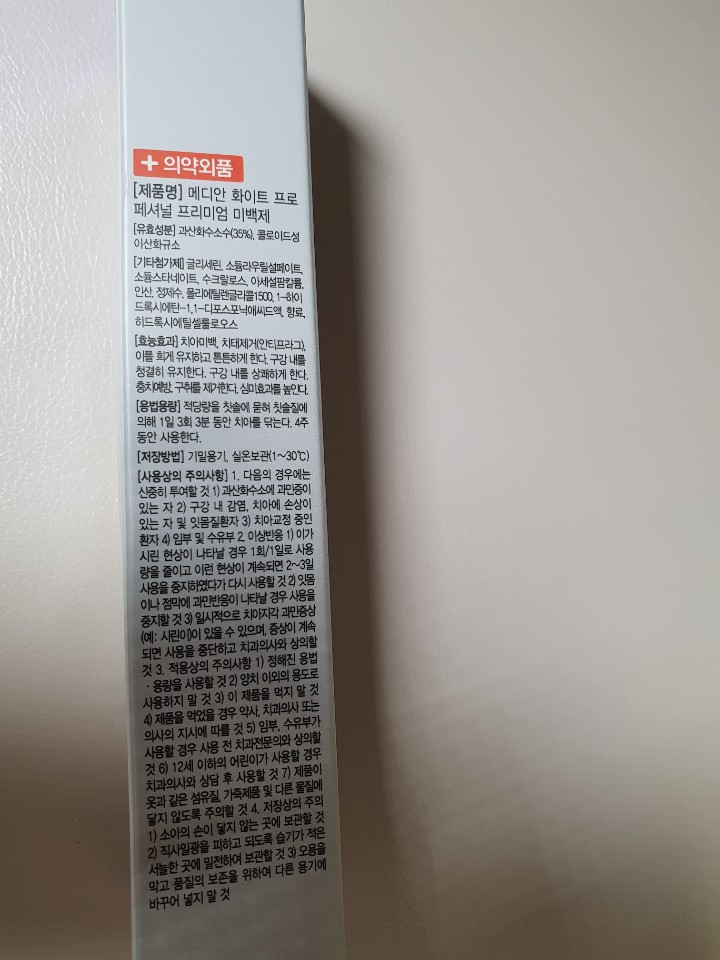 + 의약외품
[제품명] 메디안 화이트 프로
페셔널 프리미엄 미백제
[유효성분] 과산화수소수(35%), 콜로이드성
이산화규소
[기타첨가제] 글리세린, 소듐라우릴설페이트,
소듐스타네이트, 수크랄로스, 아세설팜칼륨,
인산, 정제수, 폴리에틸렌글리콜1500, 1-하이
드록시에탄-1,1-디포스포닉애씨드액, 향료,
히드록시에틸셀룰로오스
[효능효과] 치아미백, 치태제거(안티프라그),
이를 희게 유지하고 튼튼하게 한다. 구강 내를
청결히 유지한다. 구강 내를 상쾌하게 한다.
충치예방. 구취를 제거한다. 심미효과를 높인다.
[용법용량] 적당량을 칫솔에 묻혀 칫솔질에
의해 1일 3회 3분 동안 치아를 닦는다. 4주
동안 사용한다.
[저장방법] 기밀용기, 실온보관(1~30℃)
[사용상의 주의사항] 1. 다음의 경우에는
신중히 투여할 것 1) 과산화수소에 과민증이
있는 자 2) 구강 내 감염, 치아에 손상이
있는 자 및 잇몸질환자 3) 치아교정 중인
환자 4) 임부 및 수유부 2. 이상반응 1) 이가
시린 현상이 나타날 경우 1회/1일로 사용
량을 줄이고 이런 현상이 계속되면 2~3일
사용을 중지하였다가 다시 사용할 것 2) 잇몸
이나 점막에 과민반응이 나타날 경우 사용을
중지할 것 3) 일시적으로 치아지각 과민증상
(예: 시린이)이 있을 수 있으며, 증상이 계속
되면 사용을 중단하고 치과의사와 상의할
것 3. 적용상의 주의사항 1) 정해진 용법
·용량을 사용할 것 2) 양치 이외의 용도로
사용하지 말 것 3) 이 제품을 먹지 말 것
4) 제품을 먹었을 경우 약사, 치과의사 또는
의사의 지시에 따를 것 5) 임부, 수유부가
사용할 경우 사용 전 치과전문의와 상의할
것 6) 12세 이하의 어린이가 사용할 경우
치과의사와 상담 후 사용할 것 7) 제품이
옷과 같은 섬유질, 가죽제품 및 다른 물질에
닿지 않도록 주의할 것 4. 저장상의 주의
1) 소아의 손이 닿지 않는 곳에 보관할 것
2) 직사일광을 피하고 되도록 습기가 적은
서늘한 곳에 밀전하여 보관할 것 3) 오용을
막고 품질의 보존을 위하여 다른 용기에
바꾸어 넣지 말 것